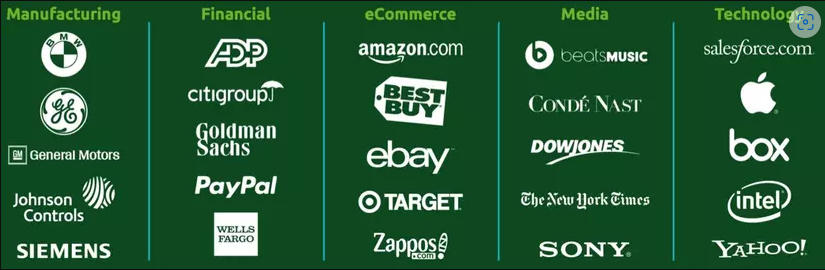 Manufacturing
Financial
eCommerce
Media
Technology
BMW
GE
GM General Motors
Johnson
Controls
SIEMENS
ADP
citigroup
Goldman
Sachs
PayPal
WELLS
FARGO
amazon.com
BEST
BUY
ebay
TARGET
Zappos
.com
beatsMUSIC
CONDÉ NAST
DOWJONES
The New York Times
SONY
salesforce.com
box
intel
YAHOO!